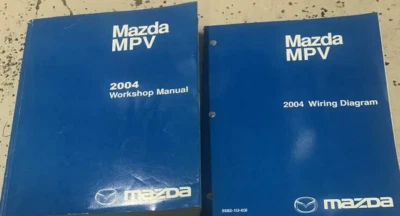 Mazda
MPV
2004
Workshop Manual
mazda
Mazda
MPV
2004 Wiring Diagram
mazda